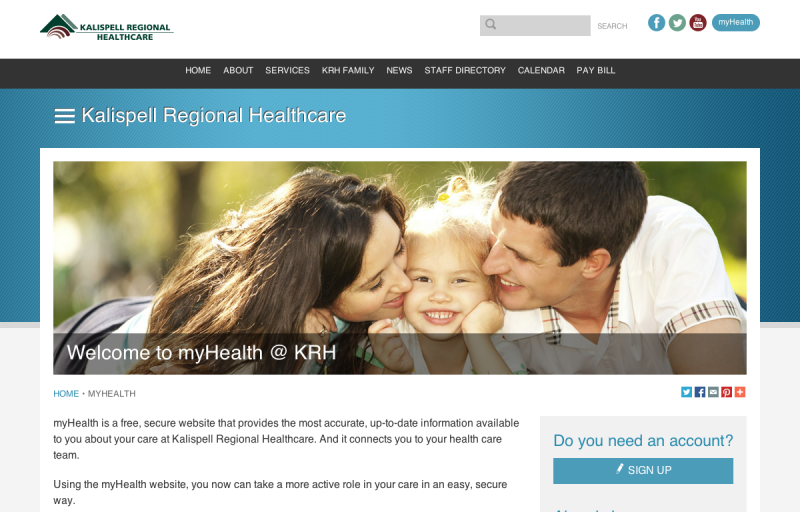 KALISPELL REGIONAL
HEALTHCARE
SEARCH
You
myHealth
HOME ABOUT SERVICES KRH FAMILY NEWS STAFF DIRECTORY CALENDAR PAY BILL
Kalispell Regional Healthcare
Welcome to myHealth @ KRH
HOME • MYHEALTH
myHealth is a free, secure website that provides the most accurate, up-to-date information available
to you about your care at Kalispell Regional Healthcare. And it connects you to your health care
team.
Using the myHealth website, you now can take a more active role in your care in an easy, secure
way.
Do you need an account?
SIGN UP